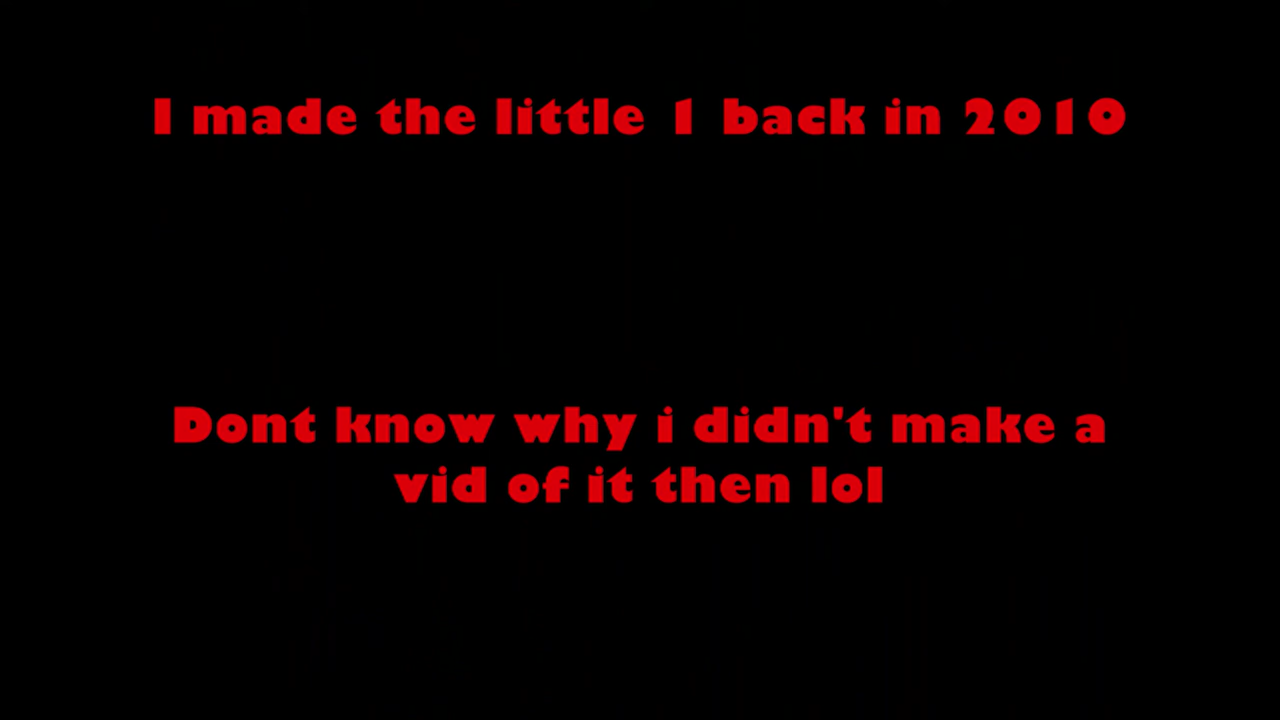 I made the little 1 back in 2010
Dont know why i didn't make a
vid of it then lol